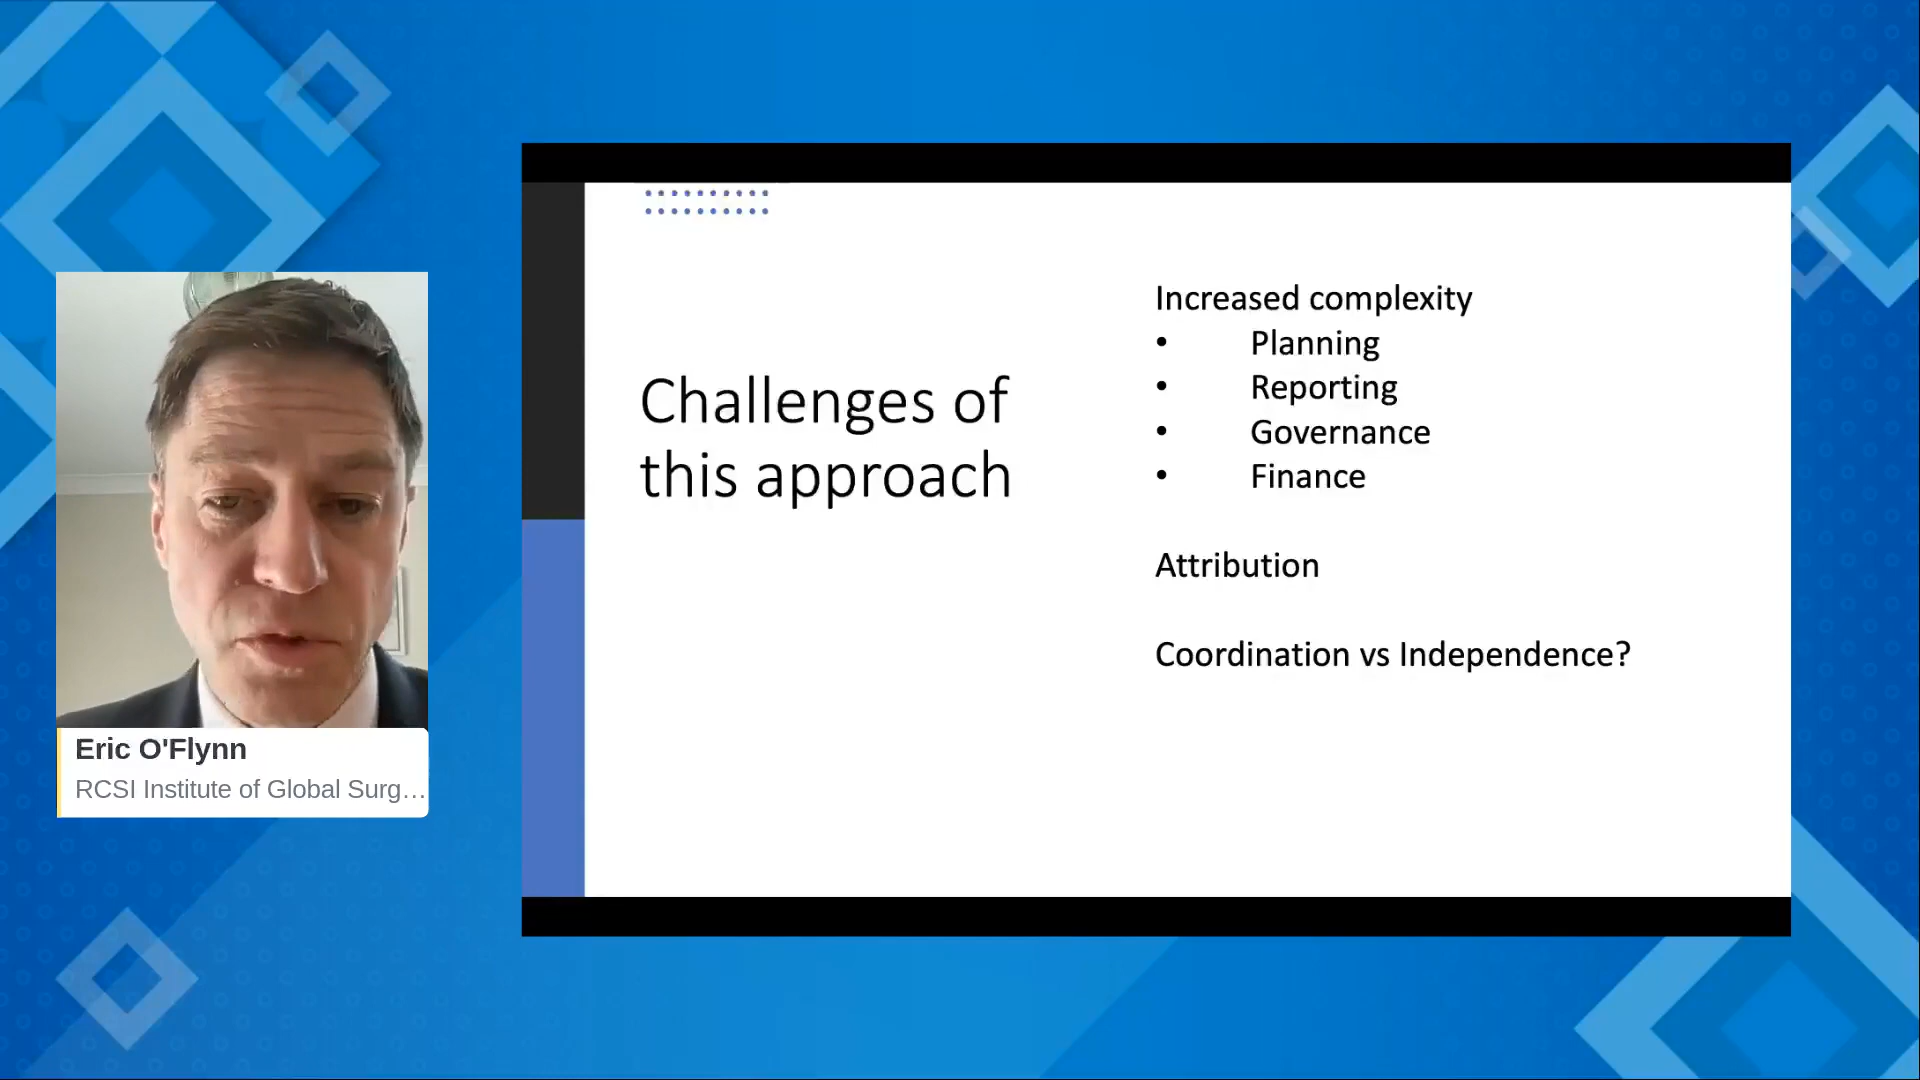 Challenges of
this approach
Increased complexity
• Planning
• Reporting
• Governance
• Finance
Attribution
Coordination vs Independence?
Eric O'Flynn
RCSI Institute of Global Surg…